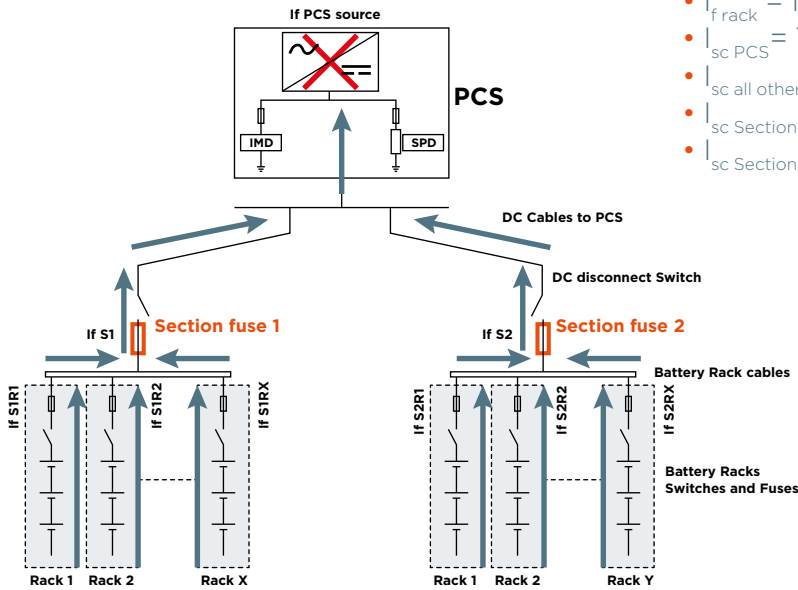 If PCS source
PCS
IMD
SPD
• I f rack =
• I sc PCS =
• I sc all other
• I sc Section
• I sc Section
DC Cables to PCS
DC disconnect Switch
If S1
Section fuse 1
If S2
Section fuse 2
Battery Rack cables
If S1R1
If S1R2
If S1RX
If S2R1
If S2R2
If S2RX
Battery Racks
Switches and Fuses
Rack 1
Rack 2
Rack X
Rack 1
Rack 2
Rack Y